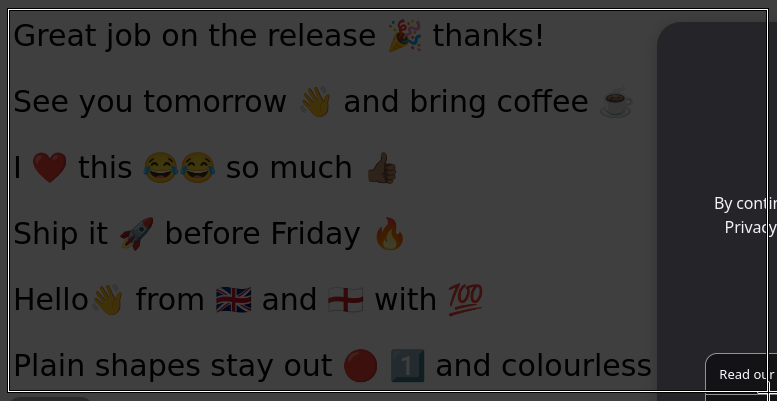 Great job on the release 🎉 thanks!
See you tomorrow 👋 and bring coffee ☕
I ❤️ this 😂😂 so much 👍🏽
Ship it 🚀 before Friday 🔥
Hello👋 from 🇬🇧 and 🏴󠁧󠁢󠁥󠁮󠁧󠁿 with 💯
Plain shapes stay out 🔴 1️⃣ and colourless
By
Privacy
Read our